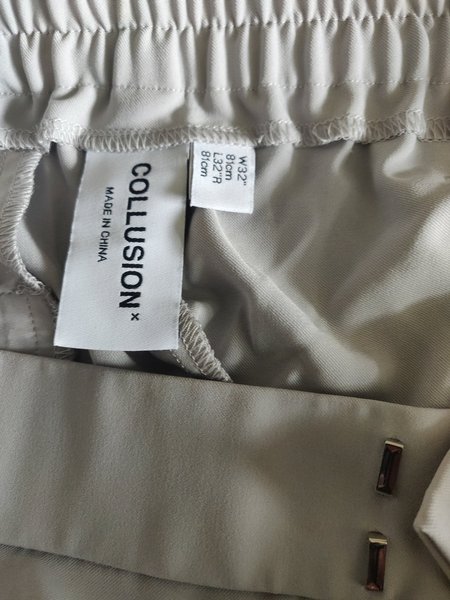 COLLUSION×
MADE IN CHINA
W32"
81cm
L32"R
81cm